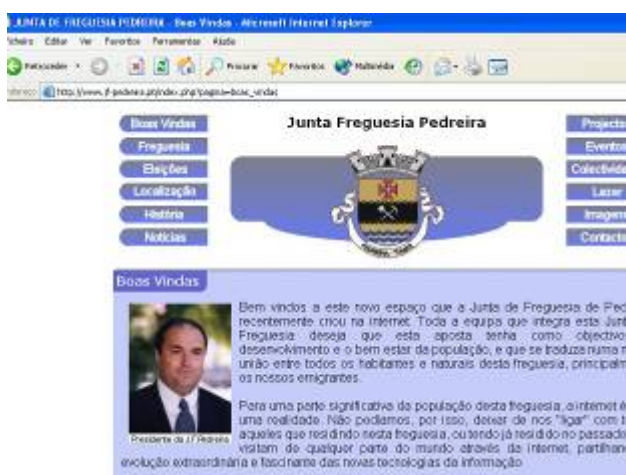 JUNTA DE FREGUESIA PEDREIRA - Boas Vindas - Microsoft Internet Explorer
Ficheiro Editar Ver Favoritos Ferramentas Ajuda
Retroceder Procurar Favoritos Multimédia
http://www.jf-pedreira.pt/index.php?pagina=boas_vindas
Junta Freguesia Pedreira
Boas Vindas
Freguesia
Eleições
Localização
História
Notícias
Projectos
Eventos
Colectivida
Lazer
Imagens
Contacto
Boas Vindas
Bem vindos a este novo espaço que a Junta de Freguesia de Ped
recentemente criou na internet. Toda a equipa que integra esta Junt
Freguesia deseja que esta aposta tenha como objectivo
desenvolvimento e o bem estar da população, e que se traduza numa m
união entre todos os habitantes e naturais desta freguesia, principalm
os nossos emigrantes.
Para uma parte significativa da população desta freguesia, a internet é
uma realidade. Não podíamos, por isso, deixar de nos "ligar" com t
aqueles que residindo nesta freguesia, ou tendo já residido no passado
visitam de qualquer parte do mundo através da internet, partilhan
evolução extraordinária e fascinante das novas tecnologias da informação
Presidente da J.F.Pedreira